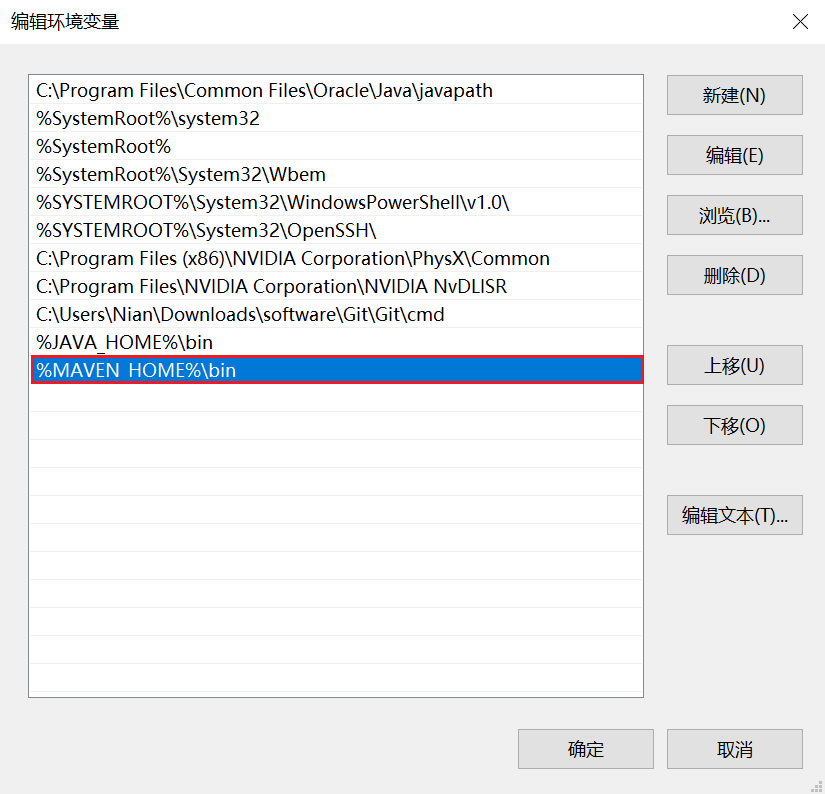 编辑环境变量
C:\Program Files\Common Files\Oracle\Java\javapath
%SystemRoot%\system32
%SystemRoot%
%SystemRoot%\System32\Wbem
%SYSTEMROOT%\System32\WindowsPowerShell\v1.0\
%SYSTEMROOT%\System32\OpenSSH\
C:\Program Files (x86)\NVIDIA Corporation\PhysX\Common
C:\Program Files\NVIDIA Corporation\NVIDIA NvDLISR
C:\Users\Nian\Downloads\software\Git\Git\cmd
%JAVA_HOME%\bin
%MAVEN_HOME%\bin
新建(N)
编辑(E)
浏览(B)...
删除(D)
上移(U)
下移(O)
编辑文本(T)...
确定
取消